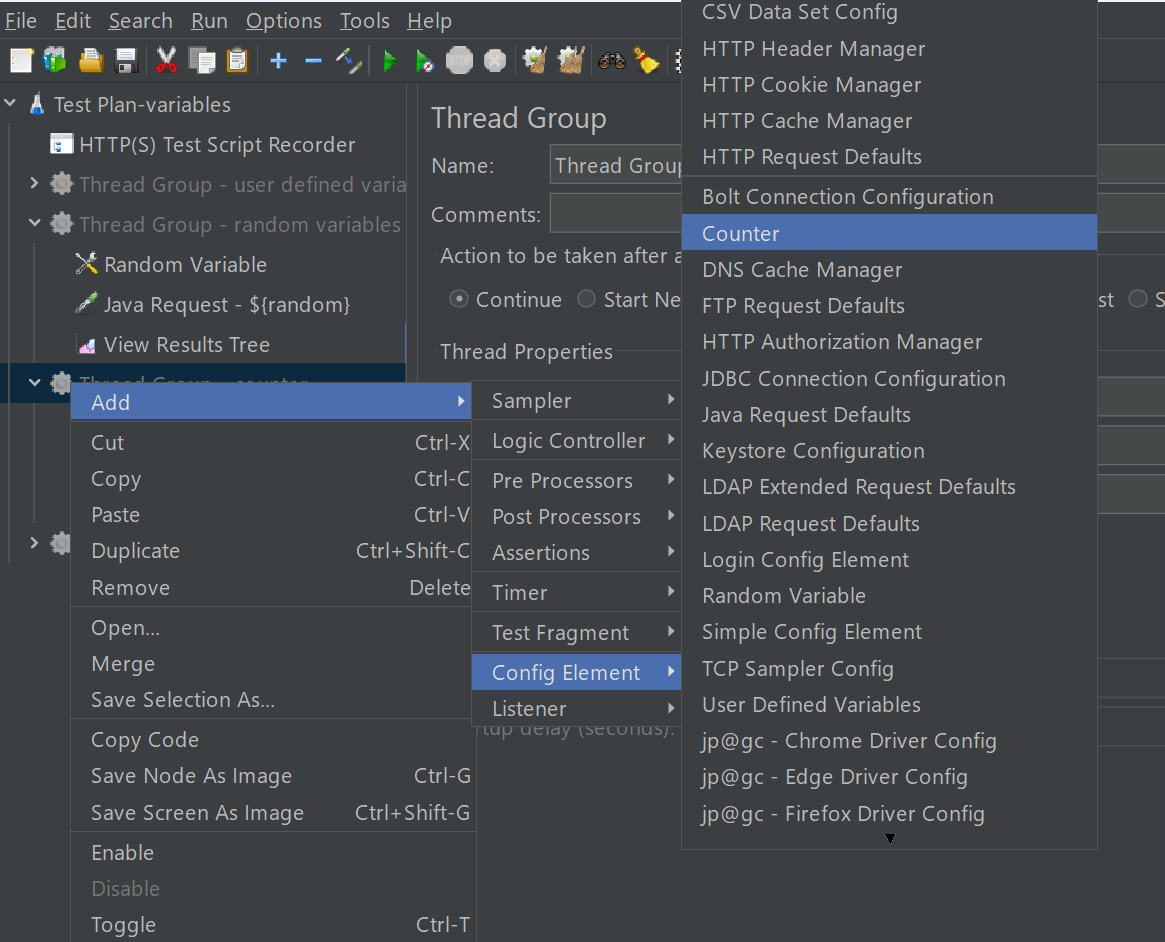 File Edit Search Run Options Tools Help
STOP
Test Plan-variables
HTTP(S) Test Script Recorder
Thread Group - user defined varia
Thread Group - random variables
Random Variable
Java Request - ${random}
View Results Tree
Thread Group - counter
Thread Group
Name: Thread Group
Comments:
Action to be taken after a
Continue Start Ne st S
Thread Properties
tup delay (seconds):
Add
Cut Ctrl-X
Copy Ctrl-C
Paste Ctrl-V
Duplicate Ctrl+Shift-C
Remove Delete
Open...
Merge
Save Selection As...
Copy Code
Save Node As Image Ctrl-G
Save Screen As Image Ctrl+Shift-G
Enable
Disable
Toggle Ctrl-T
Sampler
Logic Controller
Pre Processors
Post Processors
Assertions
Timer
Test Fragment
Config Element
Listener
CSV Data Set Config
HTTP Header Manager
HTTP Cookie Manager
HTTP Cache Manager
HTTP Request Defaults
Bolt Connection Configuration
Counter
DNS Cache Manager
FTP Request Defaults
HTTP Authorization Manager
JDBC Connection Configuration
Java Request Defaults
Keystore Configuration
LDAP Extended Request Defaults
LDAP Request Defaults
Login Config Element
Random Variable
Simple Config Element
TCP Sampler Config
User Defined Variables
jp@gc - Chrome Driver Config
jp@gc - Edge Driver Config
jp@gc - Firefox Driver Config